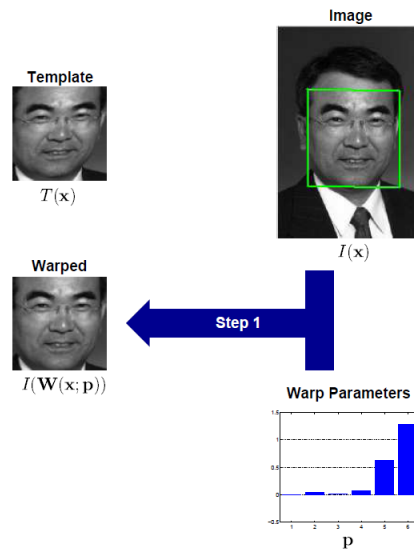 Image
Template
T(x)
I(x)
Warped
Step 1
I(W(x; p))
Warp Parameters
1.5
1
0.5
0
-0.5
1 2 3 4 5 6
p